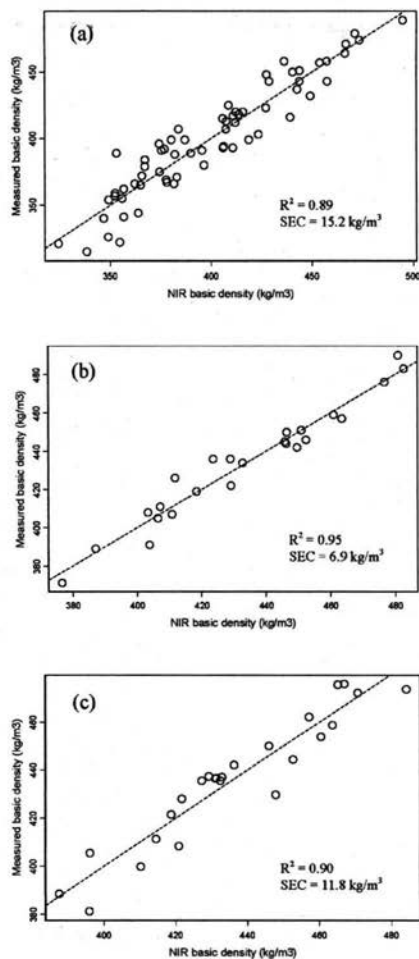 (a)
Measured basic density (kg/m3)
450
400
350
R² = 0.89
SEC = 15.2 kg/m³
350 400 450 500
NIR basic density (kg/m3)
(b)
Measured basic density (kg/m3)
480
460
440
420
400
380
R² = 0.95
SEC = 6.9 kg/m³
380 400 420 440 460 480
NIR basic density (kg/m3)
(c)
Measured basic density (kg/m3)
460
440
420
400
380
R² = 0.90
SEC = 11.8 kg/m³
400 420 440 460 480
NIR basic density (kg/m3)